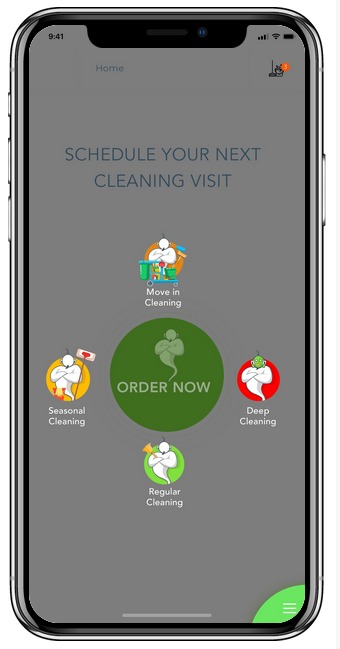 9:41
Home
3
SCHEDULE YOUR NEXT
CLEANING VISIT
Move in
Cleaning
ORDER NOW
Seasonal
Cleaning
Deep
Cleaning
Regular
Cleaning